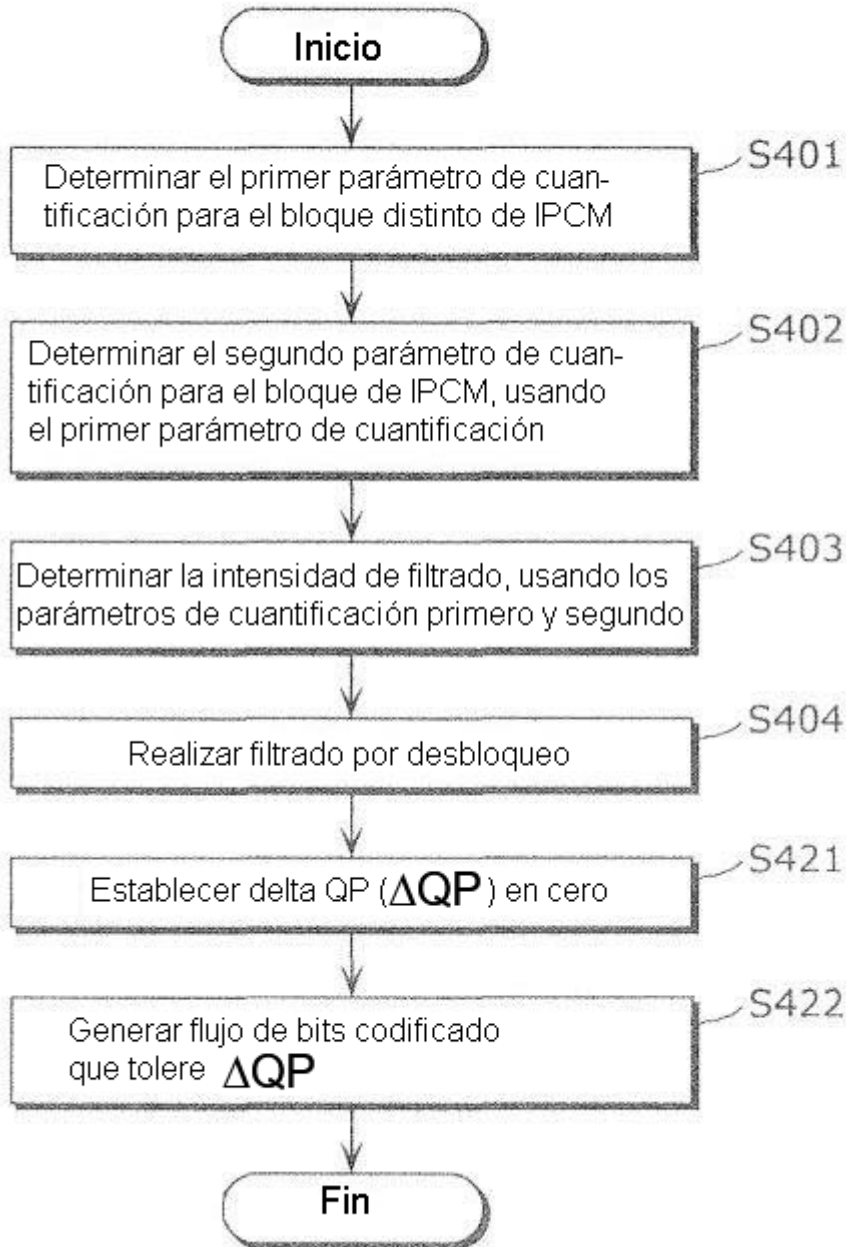 Inicio
S401
Determinar el primer parámetro de cuan-
tificación para el bloque distinto de IPCM
S402
Determinar el segundo parámetro de cuan-
tificación para el bloque de IPCM, usando
el primer parámetro de cuantificación
S403
Determinar la intensidad de filtrado, usando los
parámetros de cuantificación primero y segundo
S404
Realizar filtrado por desbloqueo
S421
Establecer delta QP (ΔQP) en cero
S422
Generar flujo de bits codificado
que tolere ΔQP
Fin